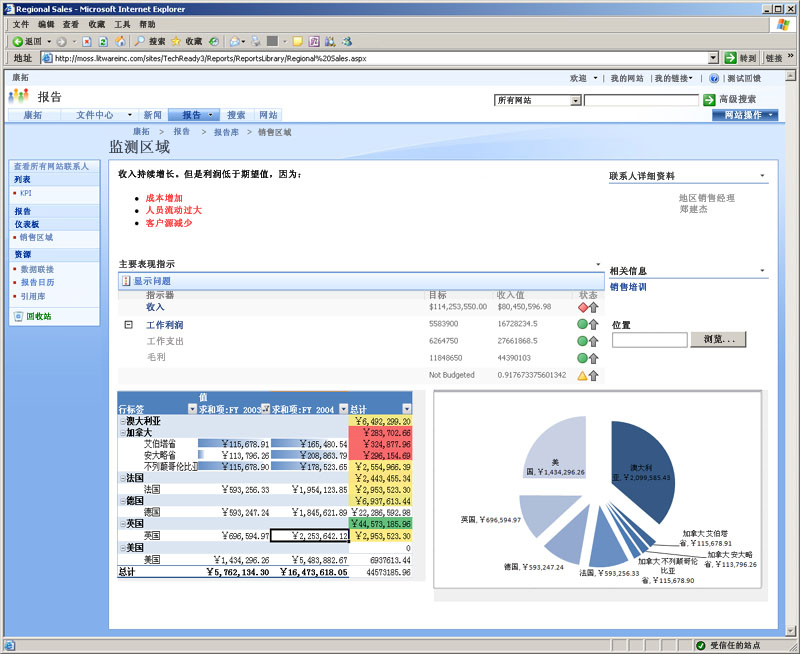 Regional Sales - Microsoft Internet Explorer
文件 编辑 查看 收藏 工具 帮助
返回 搜索 收藏
地址 http://moss.litwareinc.com/sites/TechReady3/Reports/ReportsLibrary/Regional%20Sales.aspx 转到 链接 »
康拓 欢迎 我的网站 | 我的链接 | 测试回馈
报告 所有网站 高级搜索
康拓 文件中心 新闻 报告 搜索 网站 网站操作
康拓 > 报告 > 报告库 > 销售区域
监测区域
查看所有网站联系人
列表
KPI
报告
仪表板
销售区域
资源
数据联接
报告日历
引用库
回收站
收入持续增长。但是利润低于期望值，因为：
成本增加
人员流动过大
客户源减少
联系人详细资料
地区销售经理
郑建杰
主要表现指示
显示问题
指示器 目标 收入值 状态
收入 $114,253,550.00 $80,450,596.98
工作利润 5583900 16728234.5
工作支出 6264750 27661868.5
毛利 11848650 44390103
Not Budgeted 0.917673375601342
相关信息
销售培训
位置
浏览...
值
行标签 求和项:FY 2003 求和项:FY 2004 总计
澳大利亚 ￥6,492,299.20
加拿大 ￥283,702.66
艾伯塔省 ￥115,678.91 ￥165,480.54 ￥324,877.96
安大略省 ￥113,796.26 ￥208,863.79 ￥296,154.69
不列颠哥伦比亚 ￥115,678.90 ￥178,523.65 ￥2,554,966.39
法国 ￥2,443,455.34
法国 ￥593,256.33 ￥1,954,123.85 ￥2,953,523.30
德国 ￥6,937,613.44
德国 ￥593,247.24 ￥1,845,621.89 ￥22,286,592.98
英国 ￥44,573,185.96
英国 ￥696,594.97 ￥2,253,642.12 ￥2,953,523.30
美国 0
美国 ￥1,434,296.26 ￥5,483,892.67 6937613.44
总计 ￥5,762,134.30 ￥16,473,618.05 44573185.96
美
国, ￥1,434,296.26
澳大利
亚, ￥2,099,585.43
英国, ￥696,594.97
德国, ￥593,247.24
法国, ￥593,256.33
加拿大 艾伯塔
省, ￥115,678.91
加拿大 安大略
省, ￥113,796.26
加拿大 不列颠哥伦
比亚
省, ￥115,678.90
受信任的站点